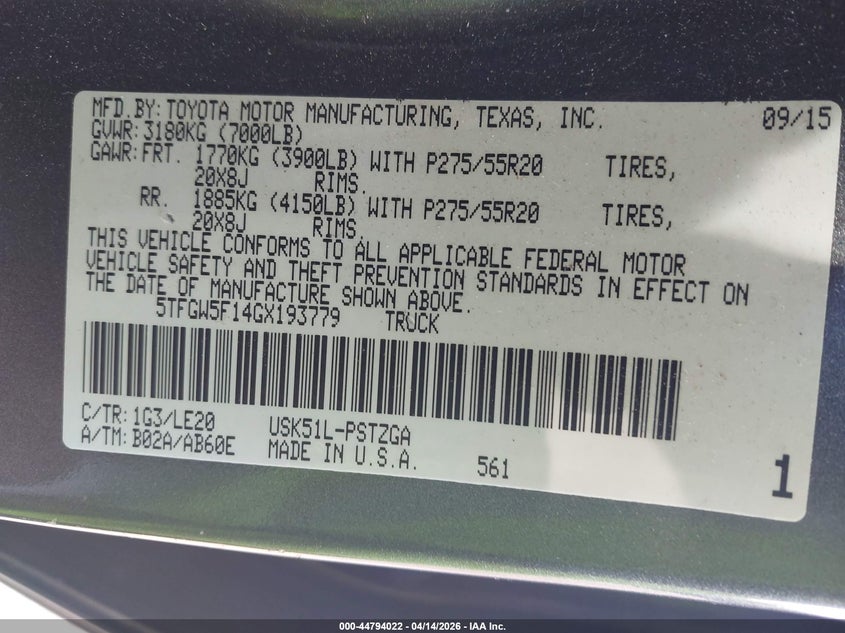 MFD.BY:TOYOTA MOTOR MANUFACTURING, TEXAS, INC. 09/15
GVWR:3180KG (7000LB)
GAWR:FRT. 1770KG (3900LB) WITH P275/55R20 TIRES,
20X8J RIMS.
RR. 1885KG (4150LB) WITH P275/55R20 TIRES,
20X8J RIMS.
THIS VEHICLE CONFORMS TO ALL APPLICABLE FEDERAL MOTOR
VEHICLE SAFETY AND THEFT PREVENTION STANDARDS IN EFFECT ON
THE DATE OF MANUFACTURE SHOWN ABOVE.
5TFGW5F14GX193779 TRUCK
C/TR:1G3/LE20 USK51L-PSTZGA
A/TM:B02A/AB60E MADE IN U.S.A. 561 1
000-44794022 - 04/14/2026 - IAA Inc.